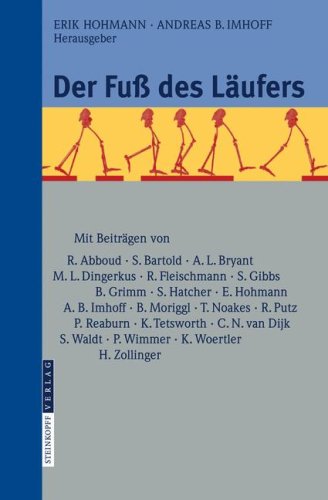 ERIK HOHMANN · ANDREAS B. IMHOFF
Herausgeber
Der Fuß des Läufers
Mit Beiträgen von
R. Abboud · S. Bartold · A. L. Bryant
M. L. Dingerkus · R. Fleischmann · S. Gibbs
B. Grimm · S. Hatcher · E. Hohmann
A. B. Imhoff · B. Moriggl · T. Noakes · R. Putz
P. Reaburn · K. Tetsworth · C. N. van Dijk
S. Waldt · P. Wimmer · K. Woertler
H. Zollinger
STEINKOPFF
VERLAG